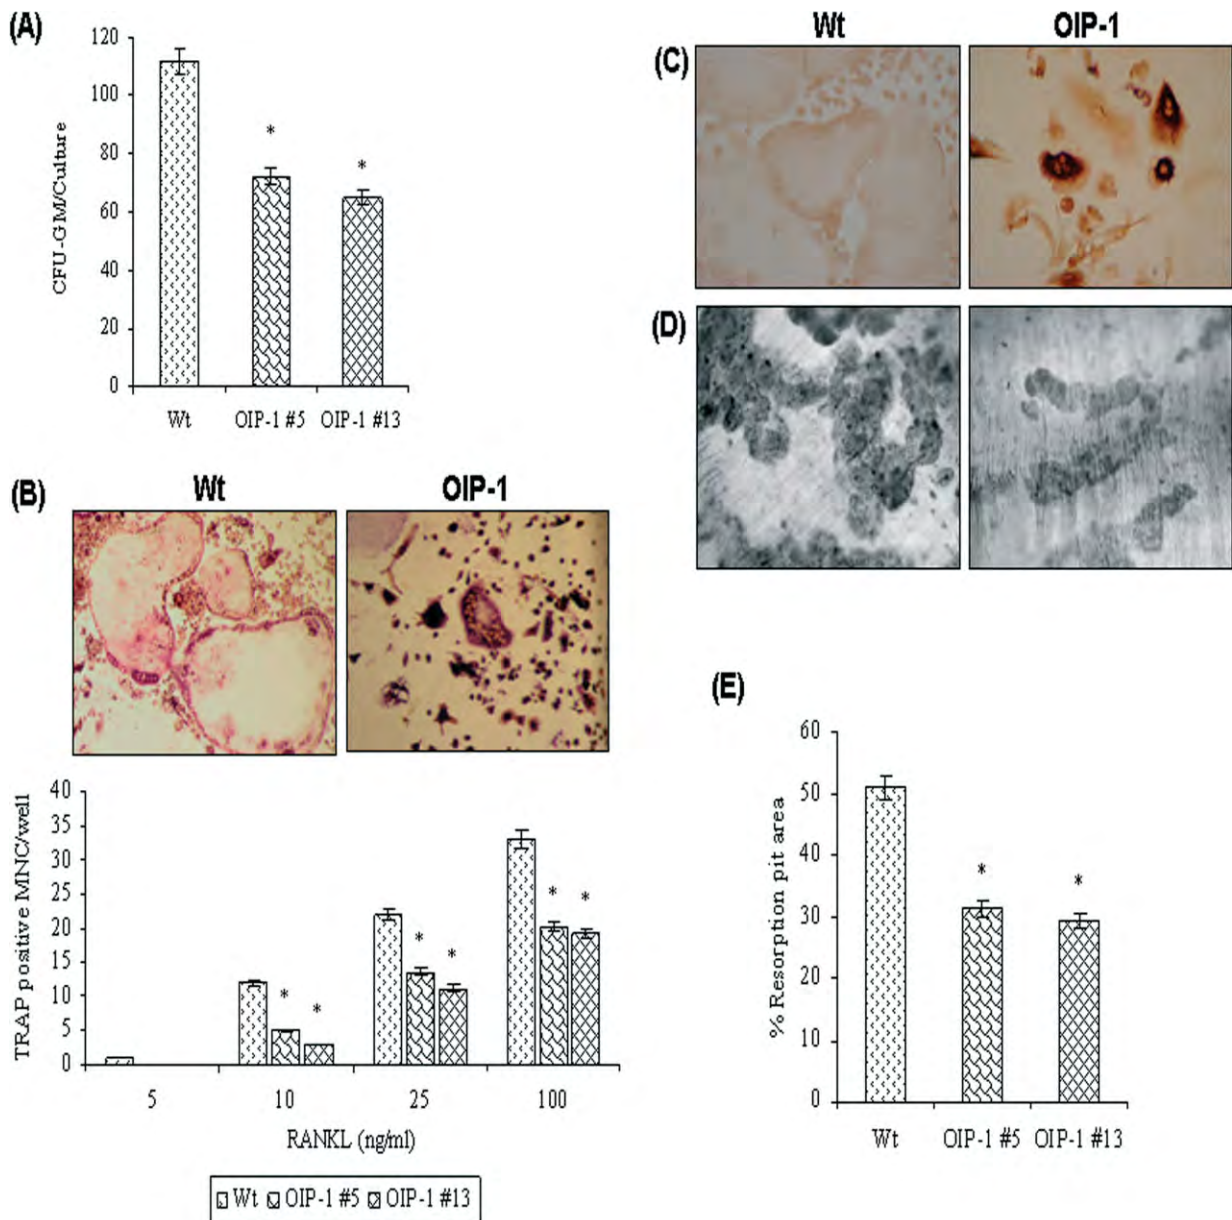 (A)
120
100
80
60
40
20
0
CFU-GM/Culture
*
*
Wt OIP-1 #5 OIP-1 #13
(B)
Wt OIP-1
40
35
30
25
20
15
10
5
0
TRAP positive MNC/well
* *
* *
* *
5 10 25 100
RANKL (ng/ml)
Wt OIP-1 #5 OIP-1 #13
Wt OIP-1
(C)
(D)
(E)
60
50
40
30
20
10
0
% Resorption pit area
*
*
Wt OIP-1 #5 OIP-1 #13